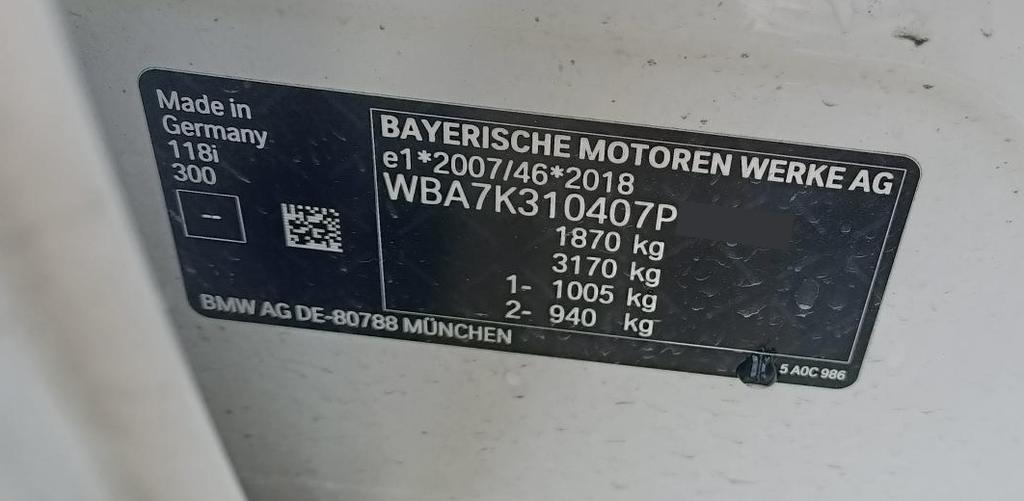 Made in
Germany
118i
300
--
BAYERISCHE MOTOREN WERKE AG
e1*2007/46*2018
WBA7K310407P
1870 kg
3170 kg
1- 1005 kg
2- 940 kg
BMW AG DE-80788 MÜNCHEN
5 A0C 986